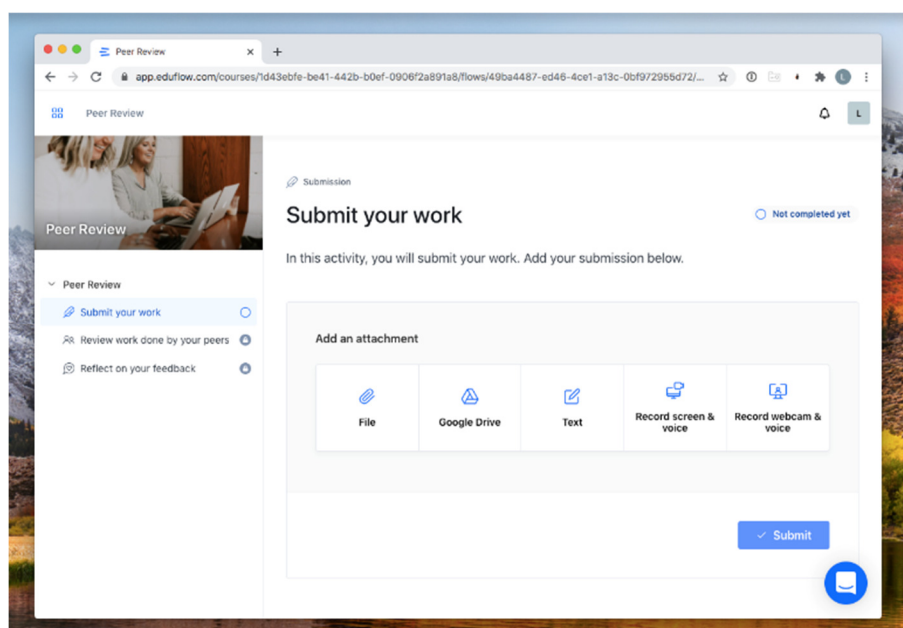 Peer Review
app.eduflow.com/courses/1d43ebfe-be41-442b-b0ef-0906f2a891a8/flows/49ba4487-ed46-4ce1-a13c-0bf972955d72/...
L
Peer Review
L
Peer Review
Submission
Submit your work
Not completed yet
In this activity, you will submit your work. Add your submission below.
Peer Review
Submit your work
Review work done by your peers
Reflect on your feedback
Add an attachment
File
Google Drive
Text
Record screen &
voice
Record webcam &
voice
Submit